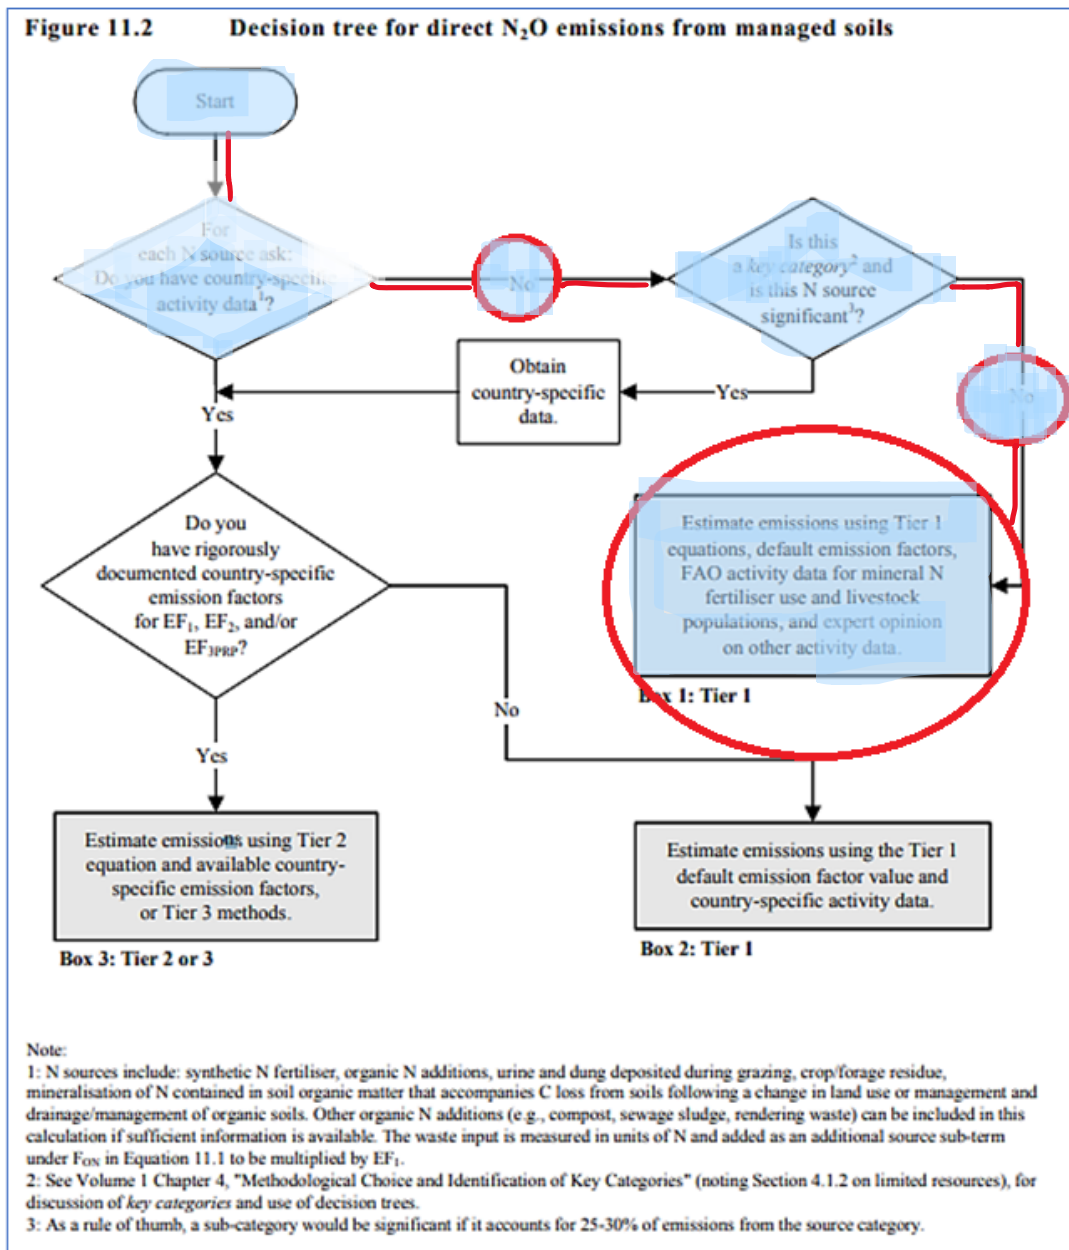 Figure 11.2 Decision tree for direct N₂O emissions from managed soils
Start
For
each N source ask:
Do you have country-specific
activity data¹?
No
Is this
a key category² and
is this N source
significant³?
No
Obtain
country-specific
data.
Yes
Yes
Do you
have rigorously
documented country-specific
emission factors
for EF₁, EF₂, and/or
EF₃PRP?
Estimate emissions using Tier 1
equations, default emission factors,
FAO activity data for mineral N
fertiliser use and livestock
populations, and expert opinion
on other activity data.
Box 1: Tier 1
No
Yes
Estimate emissions using Tier 2
equation and available country-
specific emission factors,
or Tier 3 methods.
Box 3: Tier 2 or 3
Estimate emissions using the Tier 1
default emission factor value and
country-specific activity data.
Box 2: Tier 1
Note:
1: N sources include: synthetic N fertiliser, organic N additions, urine and dung deposited during grazing, crop/forage residue,
mineralisation of N contained in soil organic matter that accompanies C loss from soils following a change in land use or management and
drainage/management of organic soils. Other organic N additions (e.g., compost, sewage sludge, rendering waste) can be included in this
calculation if sufficient information is available. The waste input is measured in units of N and added as an additional source sub-term
under F_ON in Equation 11.1 to be multiplied by EF₁.
2: See Volume 1 Chapter 4, "Methodological Choice and Identification of Key Categories" (noting Section 4.1.2 on limited resources), for
discussion of key categories and use of decision trees.
3: As a rule of thumb, a sub-category would be significant if it accounts for 25-30% of emissions from the source category.